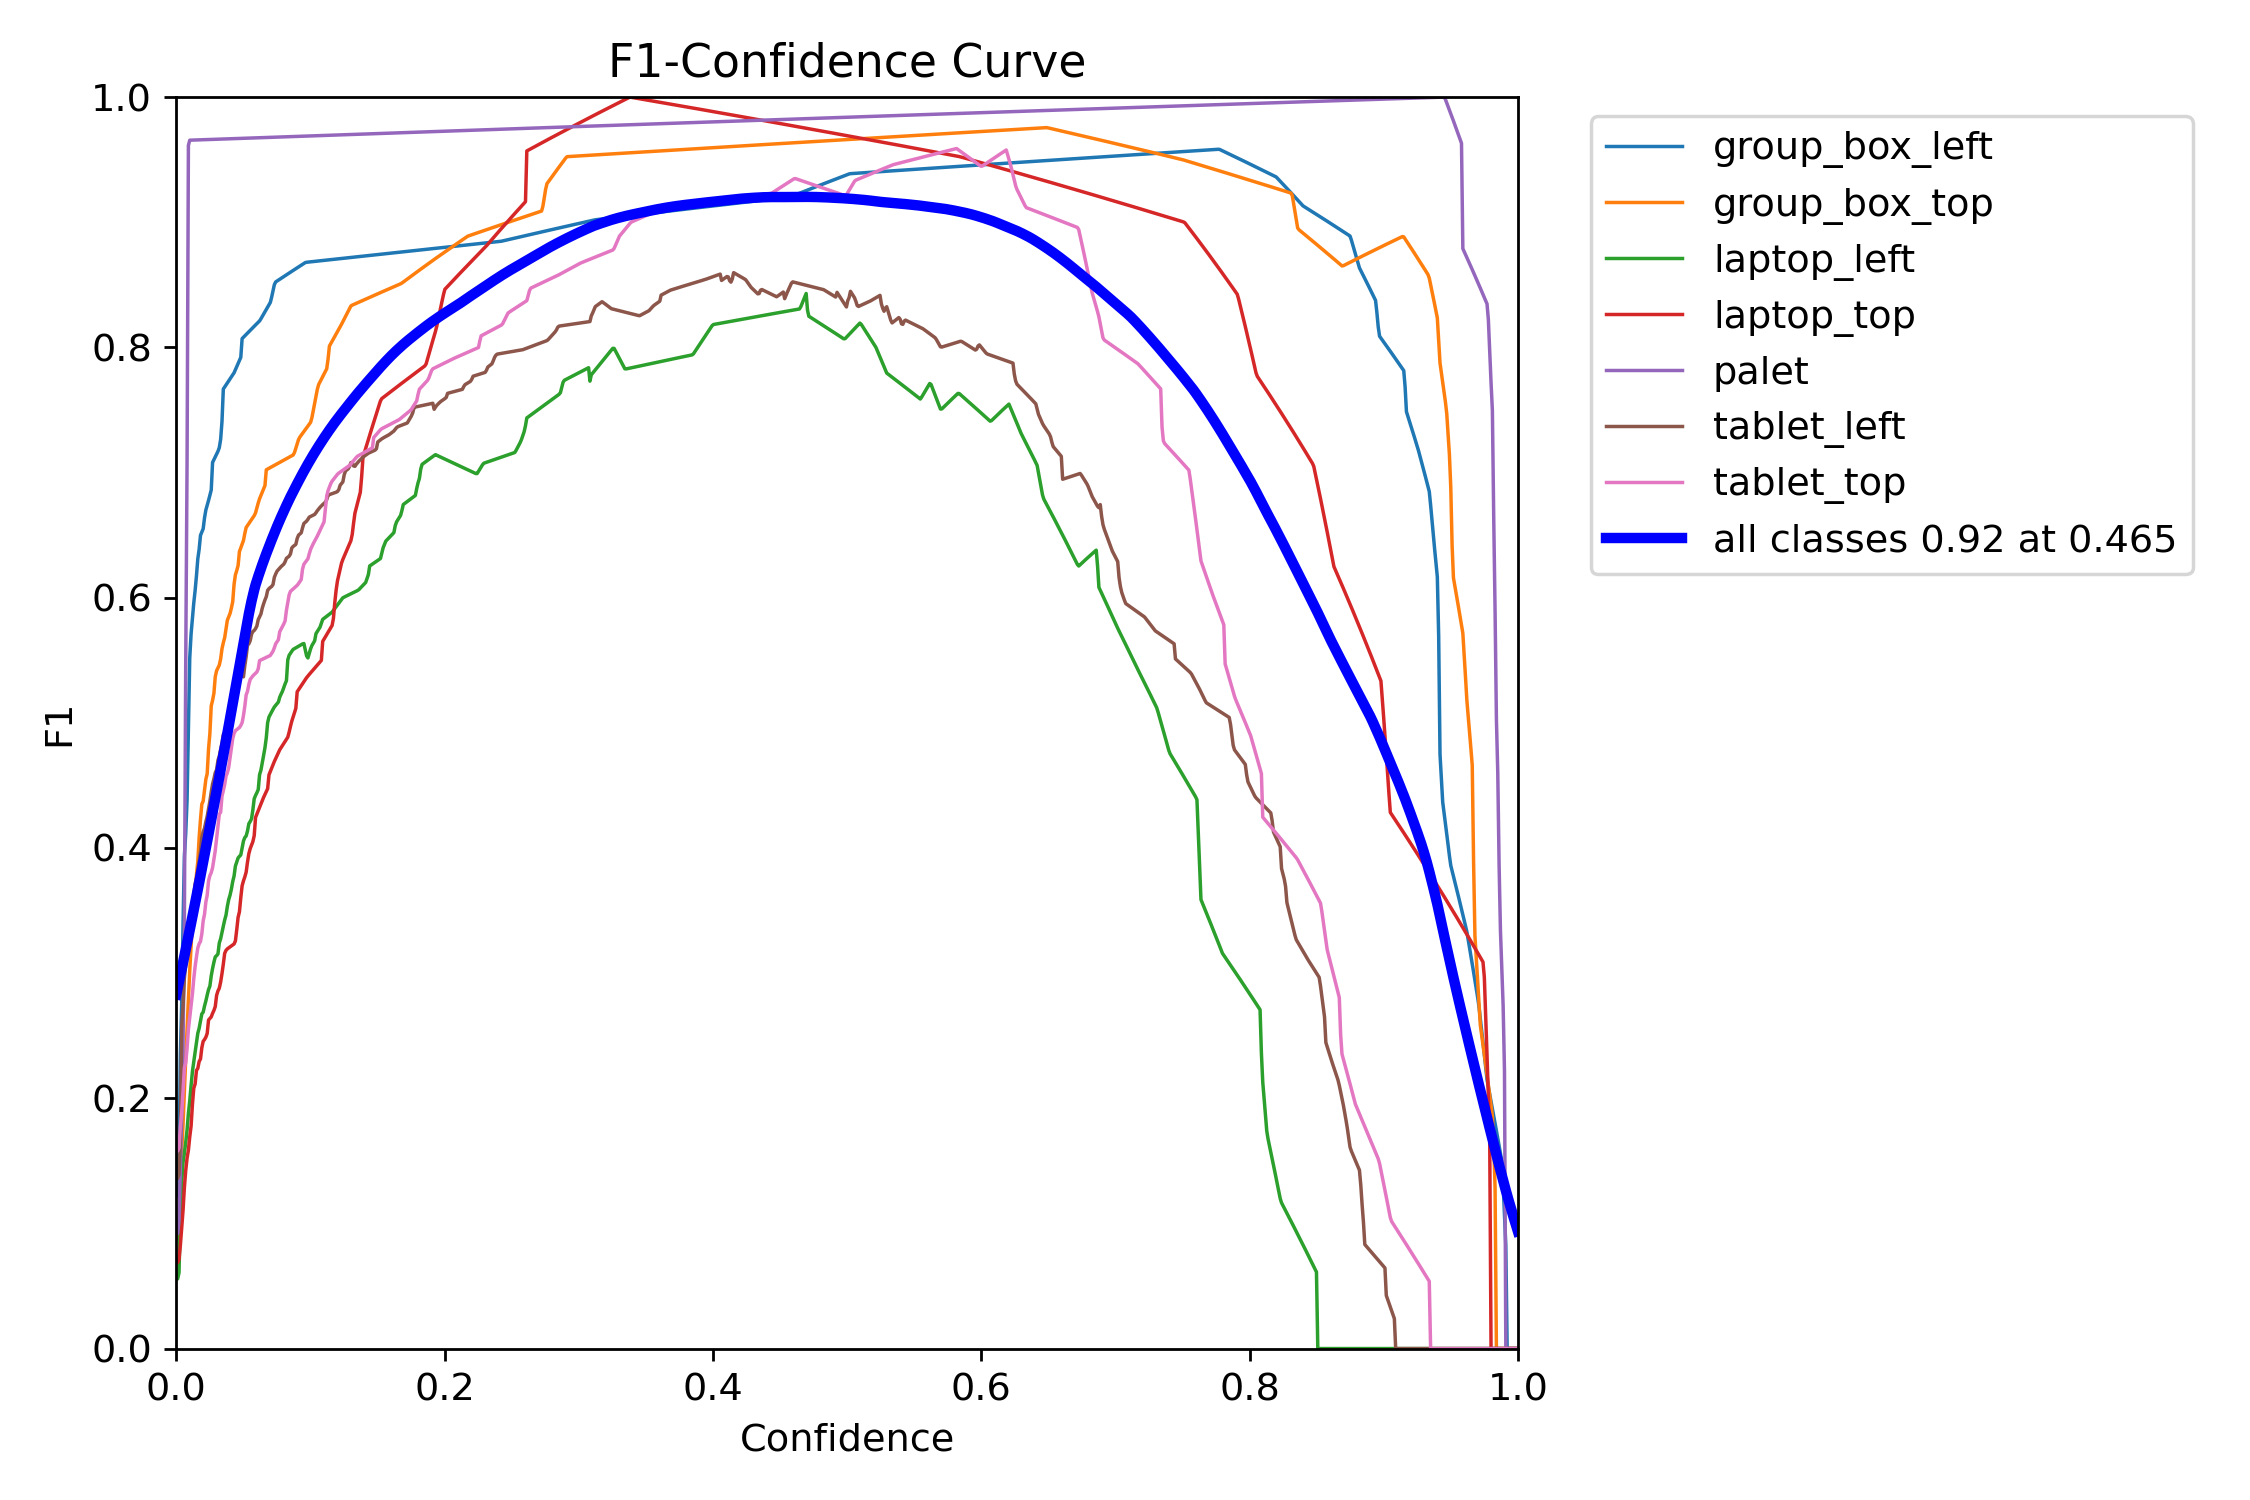 F1-Confidence Curve
1.0
0.8
0.6
0.4
0.2
0.0
F1
0.0 0.2 0.4 0.6 0.8 1.0
Confidence
group_box_left
group_box_top
laptop_left
laptop_top
palet
tablet_left
tablet_top
all classes 0.92 at 0.465